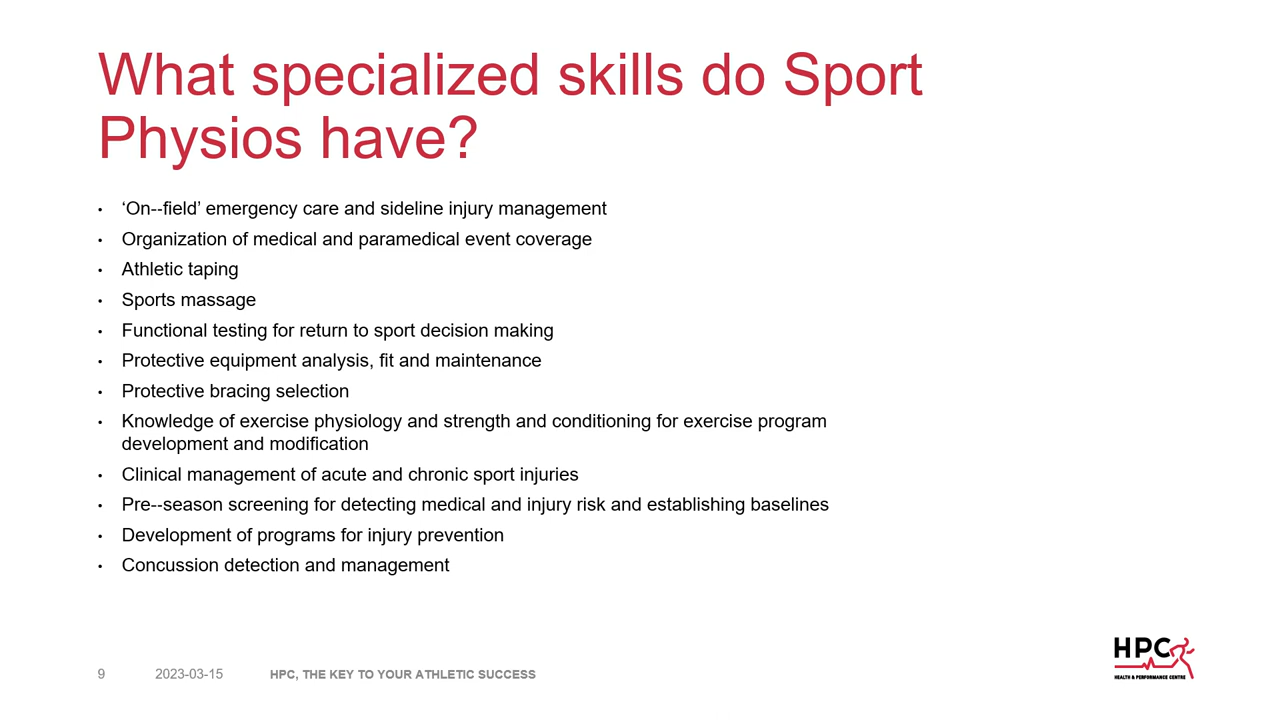 What specialized skills do Sport
Physios have?
• ‘On--field’ emergency care and sideline injury management
• Organization of medical and paramedical event coverage
• Athletic taping
• Sports massage
• Functional testing for return to sport decision making
• Protective equipment analysis, fit and maintenance
• Protective bracing selection
• Knowledge of exercise physiology and strength and conditioning for exercise program
development and modification
• Clinical management of acute and chronic sport injuries
• Pre--season screening for detecting medical and injury risk and establishing baselines
• Development of programs for injury prevention
• Concussion detection and management
HPC
HEALTH & PERFORMANCE CENTRE
9 2023-03-15 HPC, THE KEY TO YOUR ATHLETIC SUCCESS